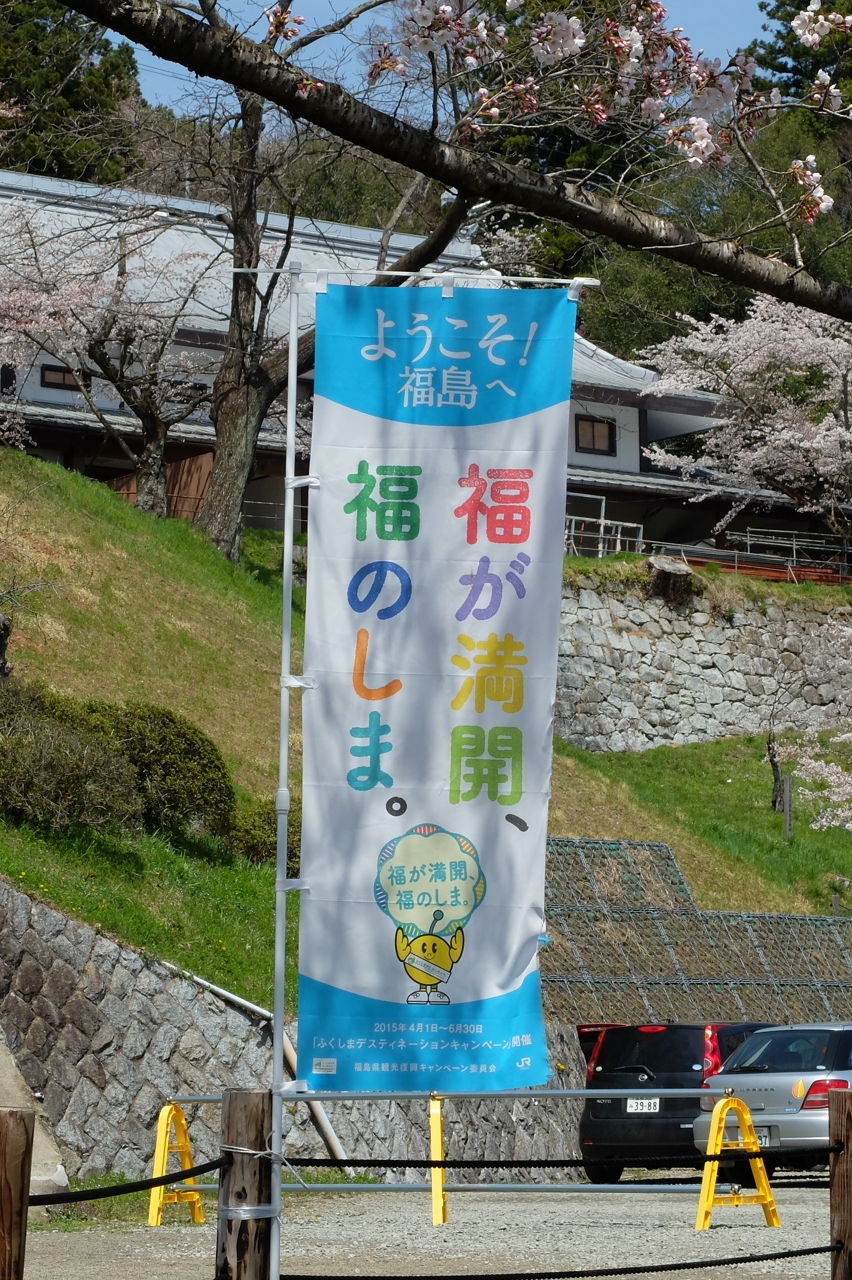 ようこそ!
福島へ
福が満開、
福のしま。
福が満開、
福のしま。
2015年4月1日〜6月30日
「ふくしまデスティネーションキャンペーン」開催
福島県観光復興キャンペーン委員会
JR
39-88